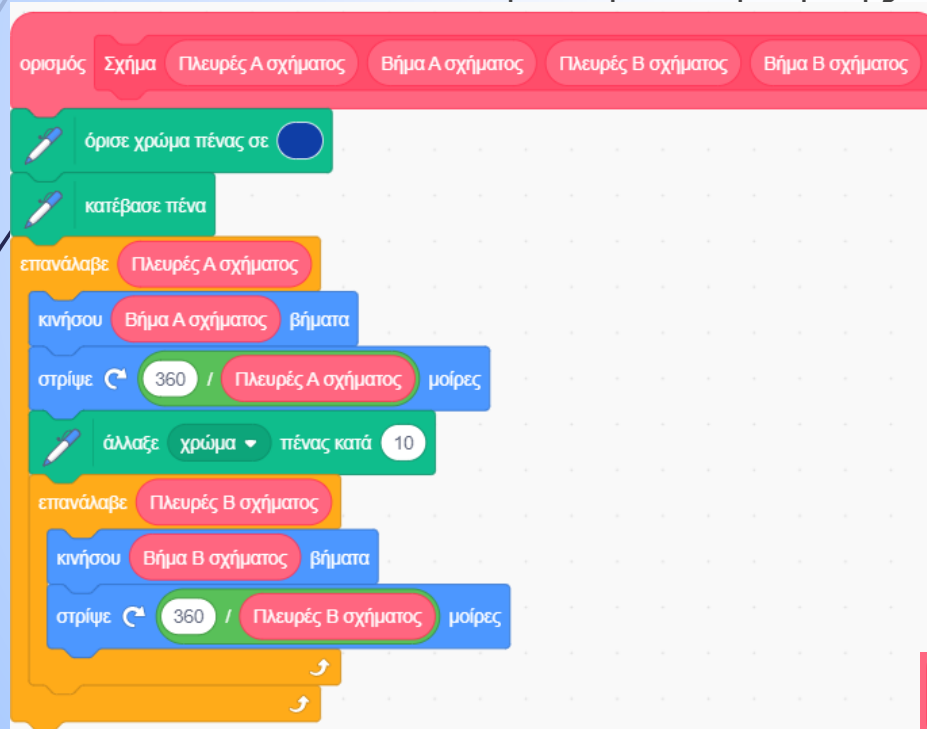 ορισμός Σχήμα Πλευρές Α σχήματος Βήμα Α σχήματος Πλευρές Β σχήματος Βήμα Β σχήματος
όρισε χρώμα πένας σε
κατέβασε πένα
επανάλαβε Πλευρές Α σχήματος
κινήσου Βήμα Α σχήματος βήματα
στρίψε 360 / Πλευρές Α σχήματος μοίρες
άλλαξε χρώμα πένας κατά 10
επανάλαβε Πλευρές Β σχήματος
κινήσου Βήμα Β σχήματος βήματα
στρίψε 360 / Πλευρές Β σχήματος μοίρες